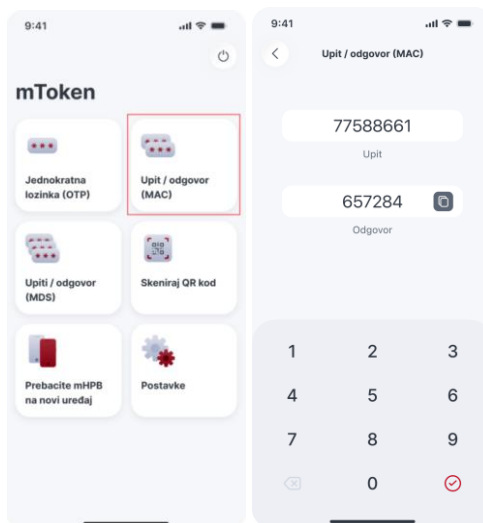 9:41
mToken
Jednokratna
lozinka (OTP)
Upit / odgovor
(MAC)
Upiti / odgovor
(MDS)
Skeniraj QR kod
Prebacite mHPB
na novi uređaj
Postavke
9:41
Upit / odgovor (MAC)
77588661
Upit
657284
Odgovor
1 2 3
4 5 6
7 8 9
0